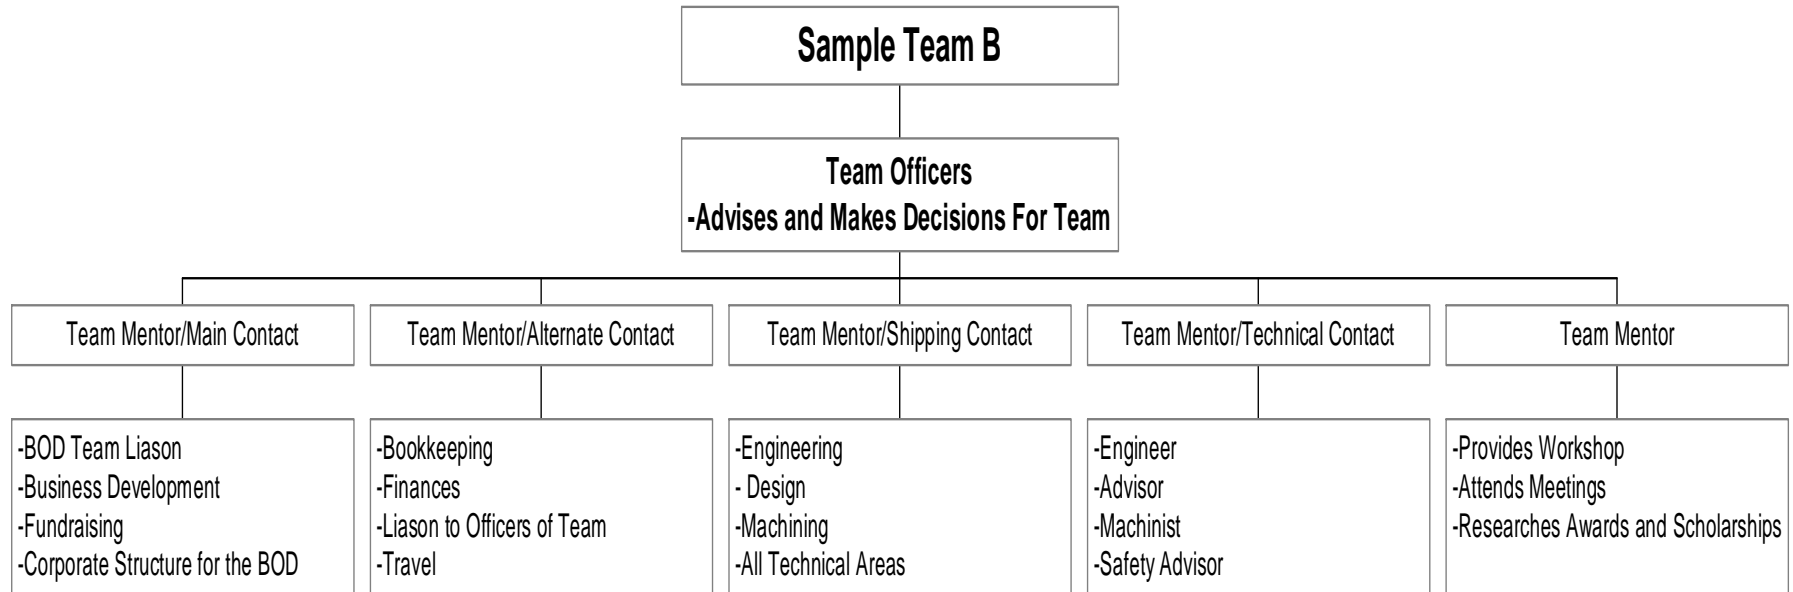 Sample Team B
Team Officers
-Advises and Makes Decisions For Team
Team Mentor/Main Contact
Team Mentor/Alternate Contact
Team Mentor/Shipping Contact
Team Mentor/Technical Contact
Team Mentor
-BOD Team Liason
-Business Development
-Fundraising
-Corporate Structure for the BOD
-Bookkeeping
-Finances
-Liason to Officers of Team
-Travel
-Engineering
- Design
-Machining
-All Technical Areas
-Engineer
-Advisor
-Machinist
-Safety Advisor
-Provides Workshop
-Attends Meetings
-Researches Awards and Scholarships